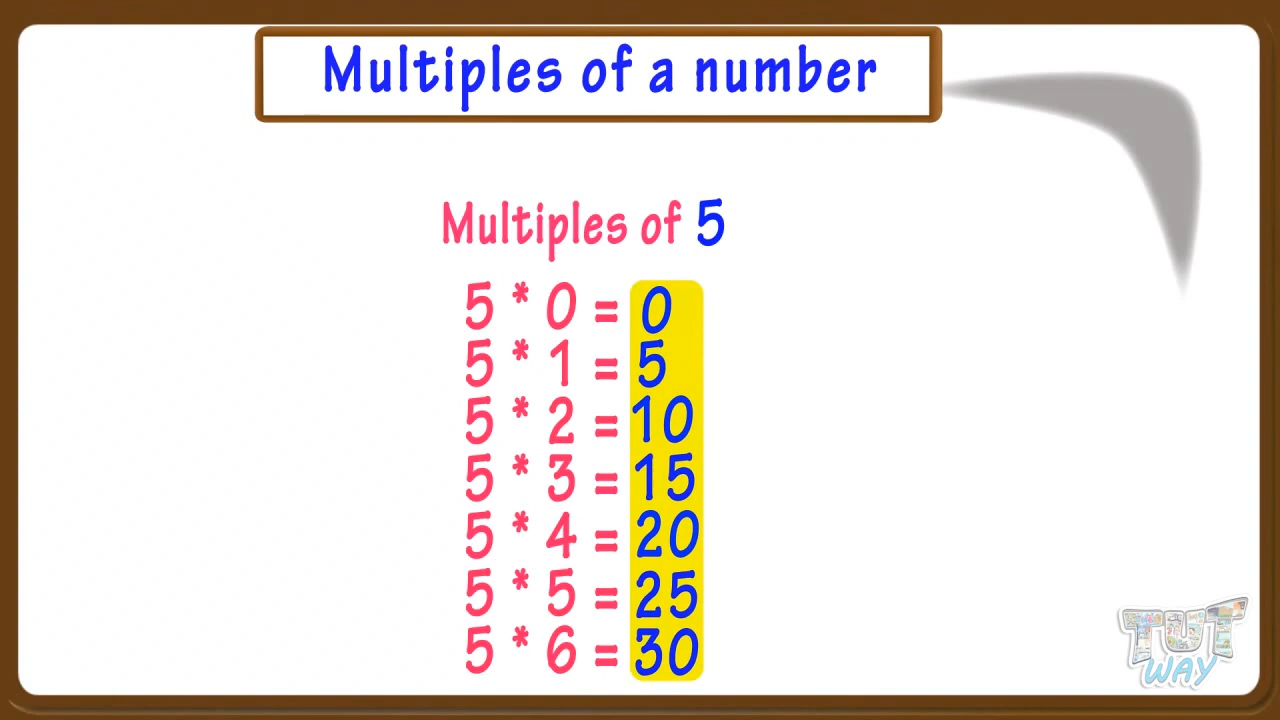 Multiples of a number
Multiples of 5
5 * 0 = 0
5 * 1 = 5
5 * 2 = 10
5 * 3 = 15
5 * 4 = 20
5 * 5 = 25
5 * 6 = 30
TUT
WAY